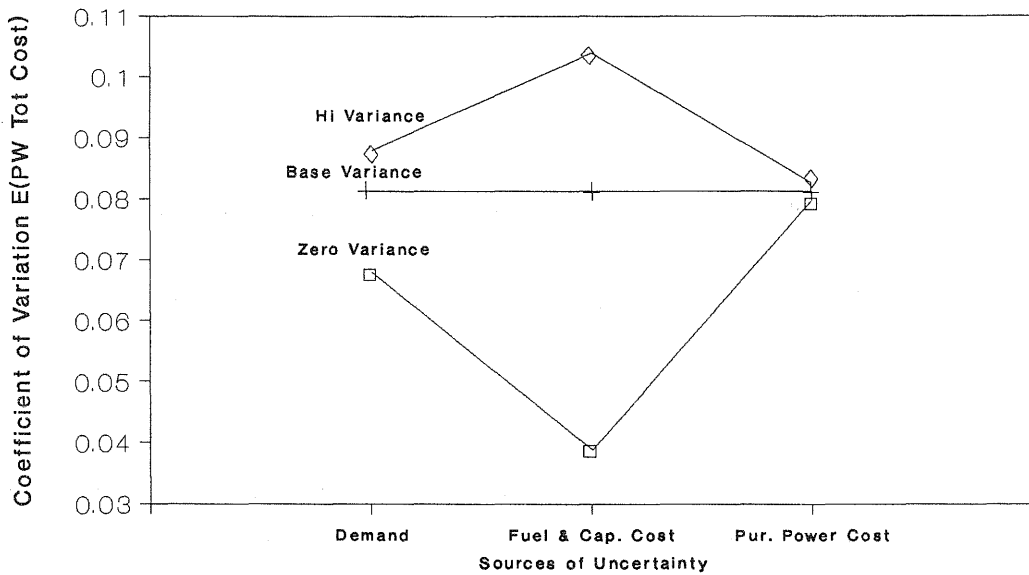 Coefficient of Variation E(PW Tot Cost)
0.11
0.1
0.09
0.08
0.07
0.06
0.05
0.04
0.03
Hi Variance
Base Variance
Zero Variance
Demand Fuel & Cap. Cost Pur. Power Cost
Sources of Uncertainty